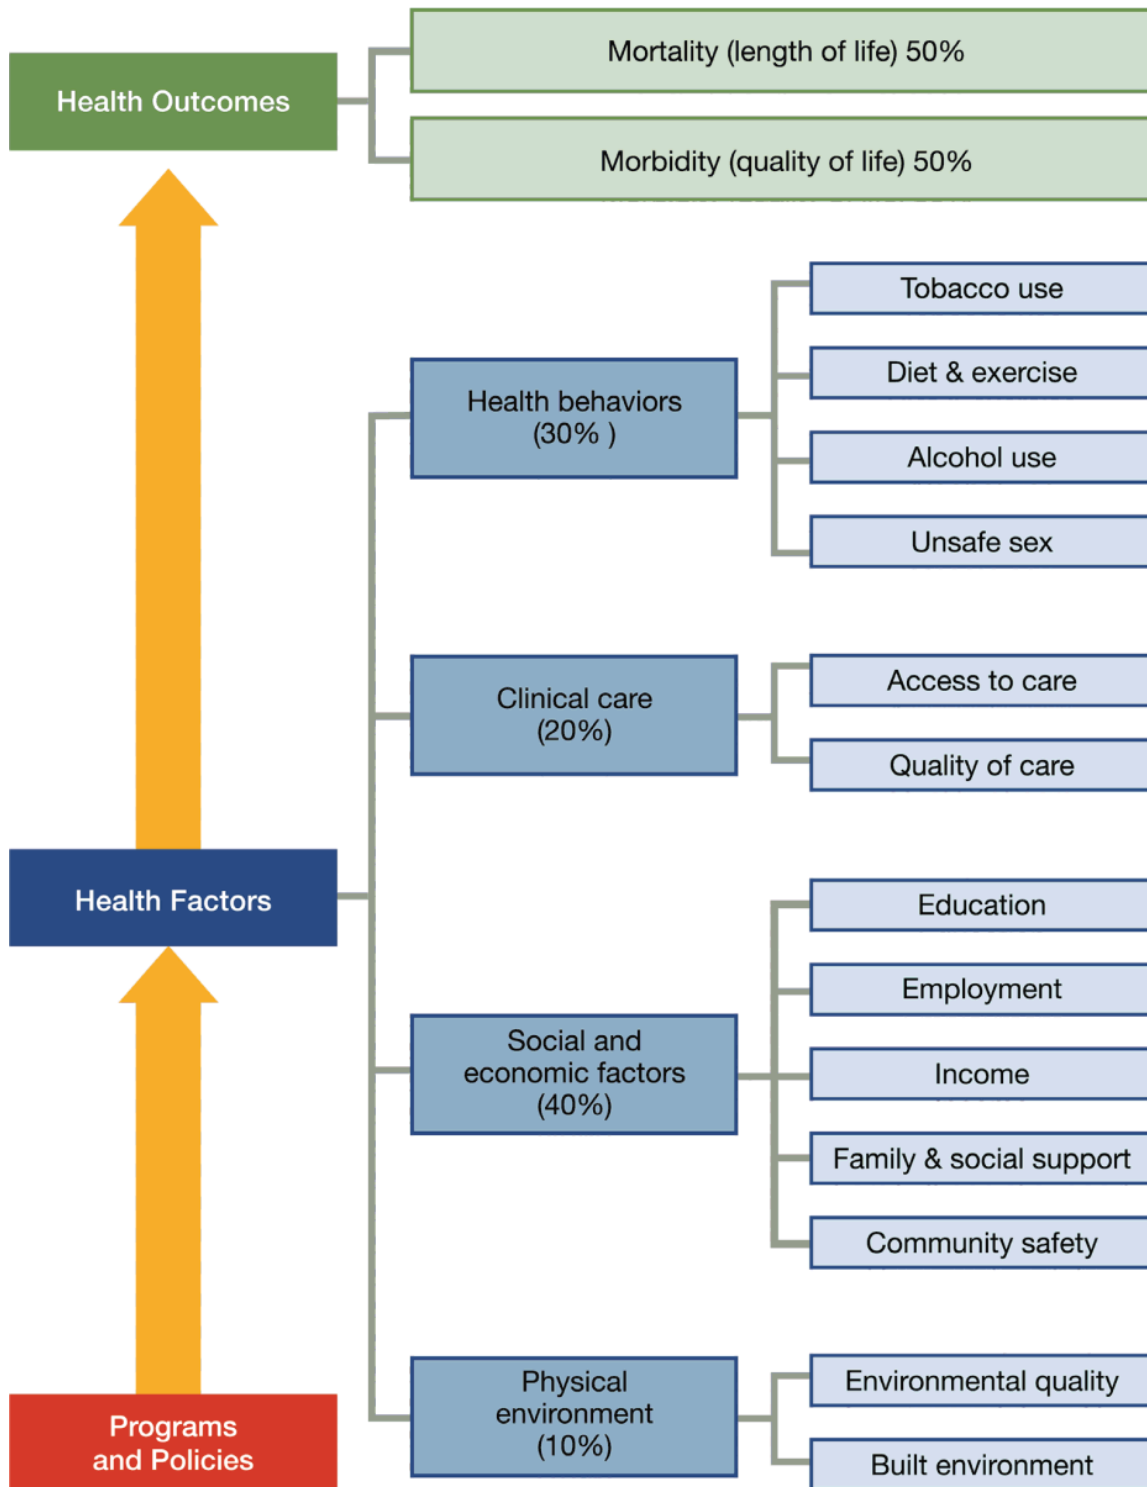 Health Outcomes
Mortality (length of life) 50%
Morbidity (quality of life) 50%
Tobacco use
Health behaviors
(30% )
Diet & exercise
Alcohol use
Unsafe sex
Clinical care
(20%)
Access to care
Quality of care
Health Factors
Education
Employment
Social and
economic factors
(40%)
Income
Family & social support
Community safety
Physical
environment
(10%)
Environmental quality
Built environment
Programs
and Policies